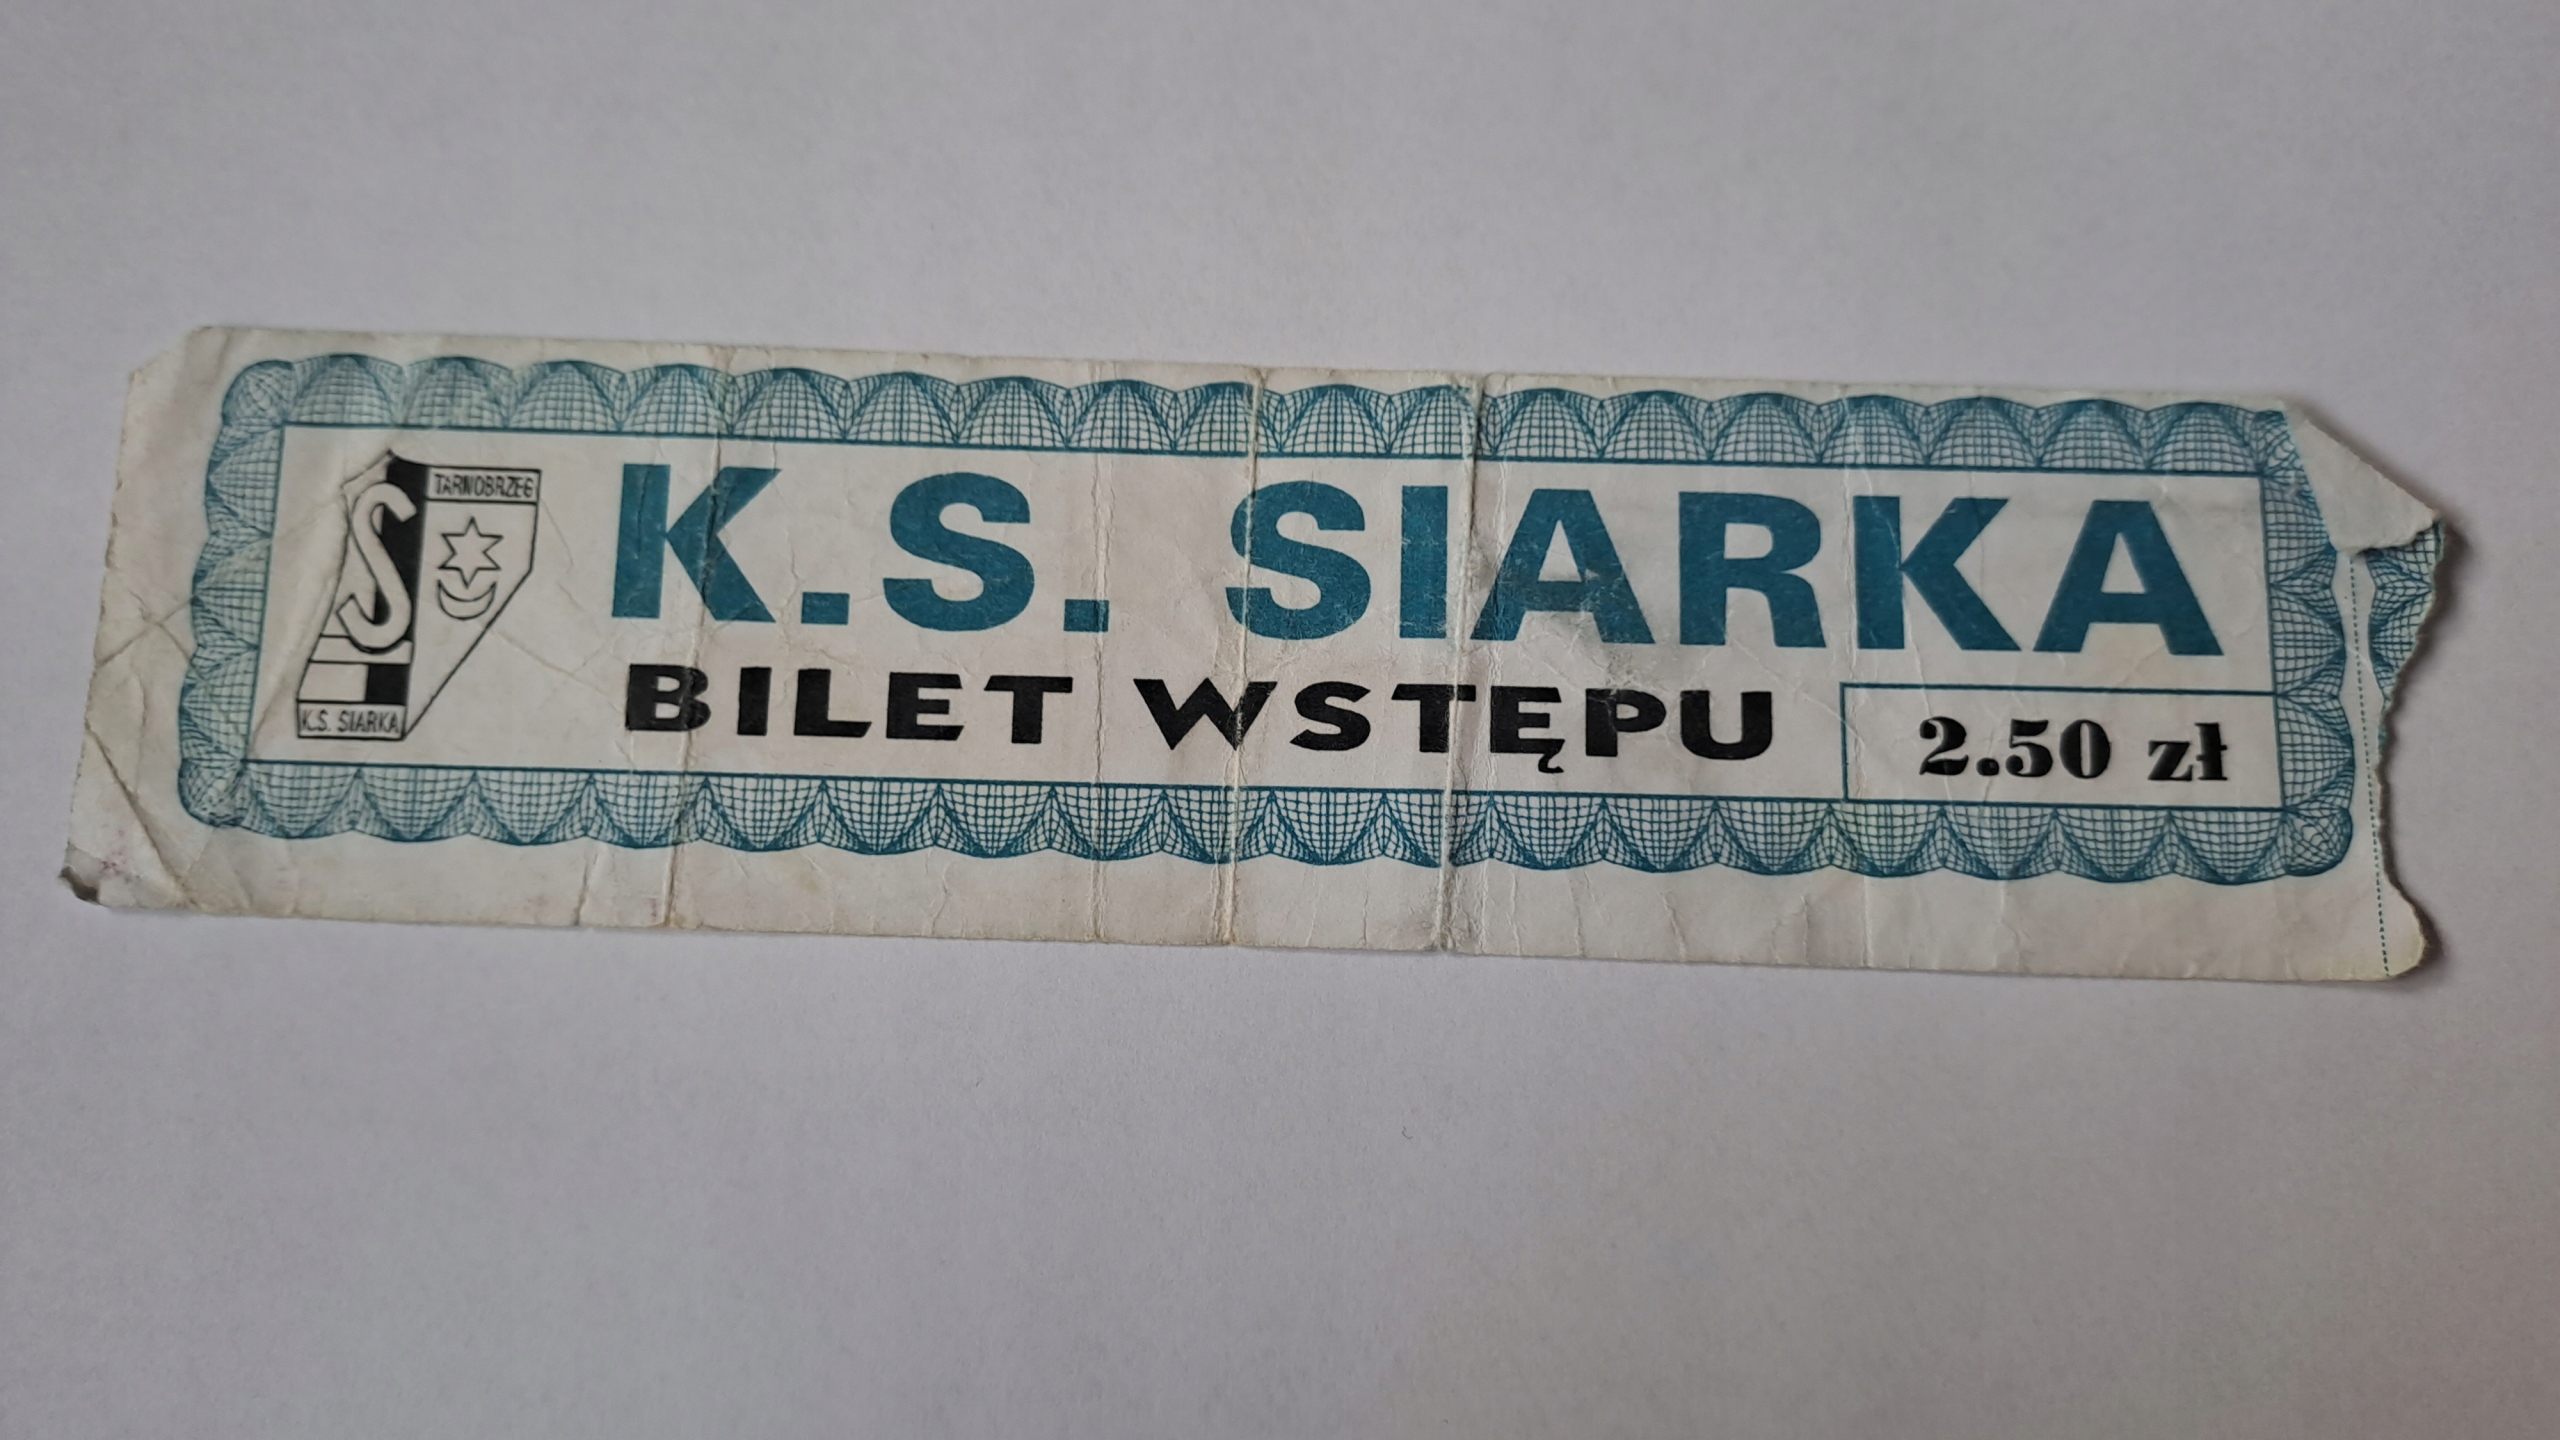 TARNOBRZEG
S
K.S. SIARKA
K.S. SIARKA
BILET WSTĘPU
2.50 zł